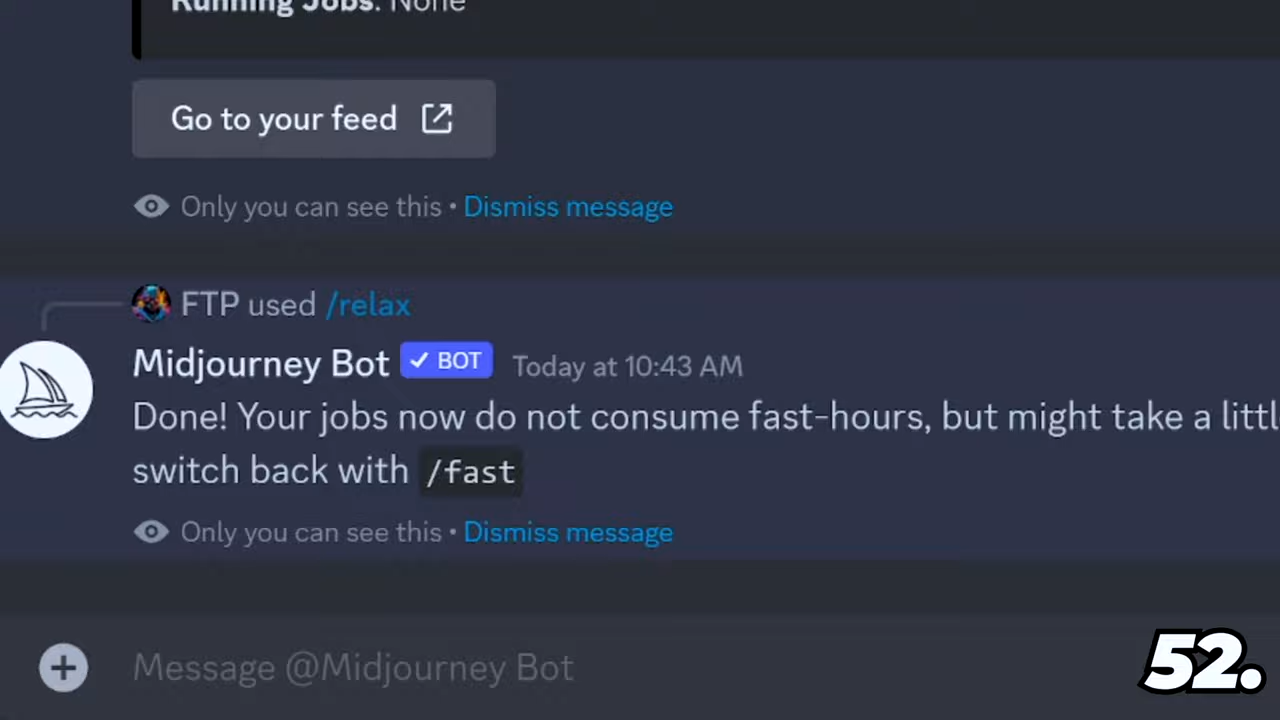 Running Jobs: None
Go to your feed
Only you can see this • Dismiss message
FTP used /relax
Midjourney Bot ✓ BOT Today at 10:43 AM
Done! Your jobs now do not consume fast-hours, but might take a littl
switch back with /fast
Only you can see this • Dismiss message
Message @Midjourney Bot
52.